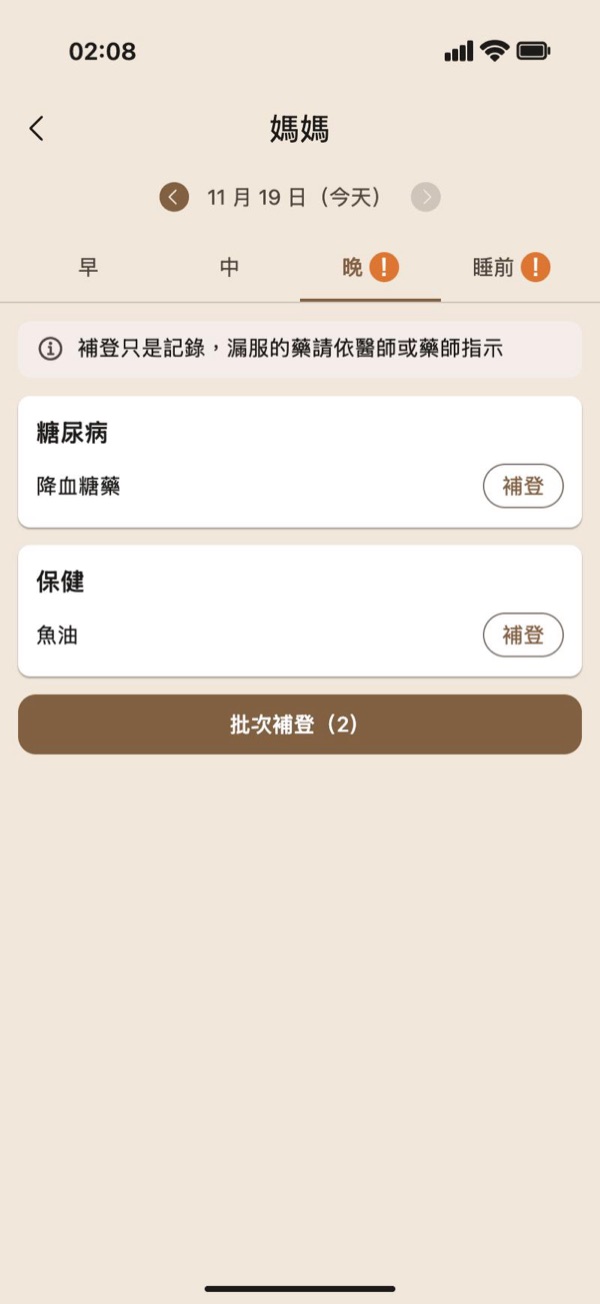 02:08
媽媽
11 月 19 日（今天）
早 中 晚 ! 睡前 !
補登只是記錄，漏服的藥請依醫師或藥師指示
糖尿病
降血糖藥 補登
保健
魚油 補登
批次補登（2）